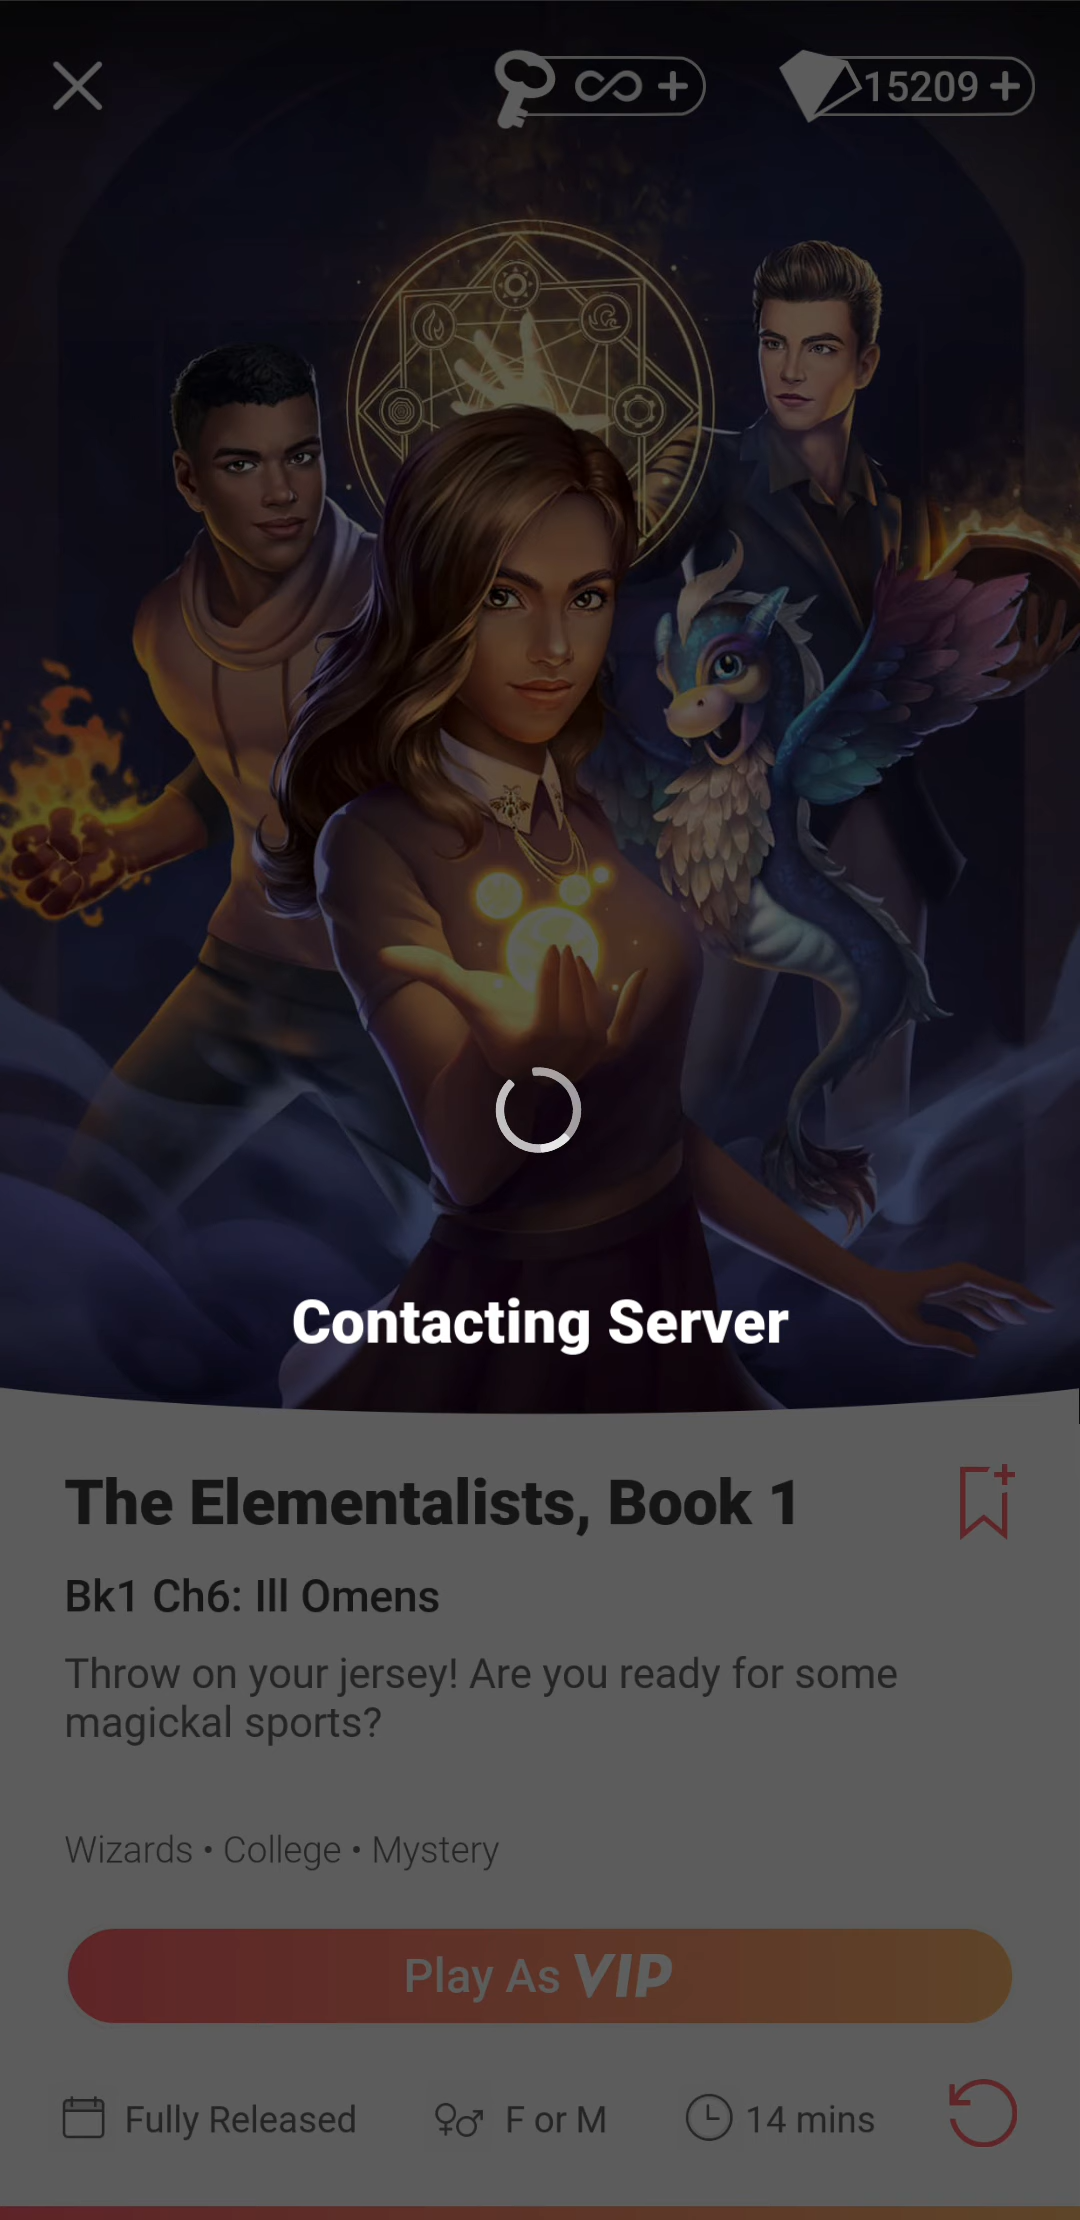 15209
Contacting Server
The Elementalists, Book 1
Bk1 Ch6: Ill Omens
Throw on your jersey! Are you ready for some
magickal sports?
Wizards • College • Mystery
Play As VIP
Fully Released F or M 14 mins